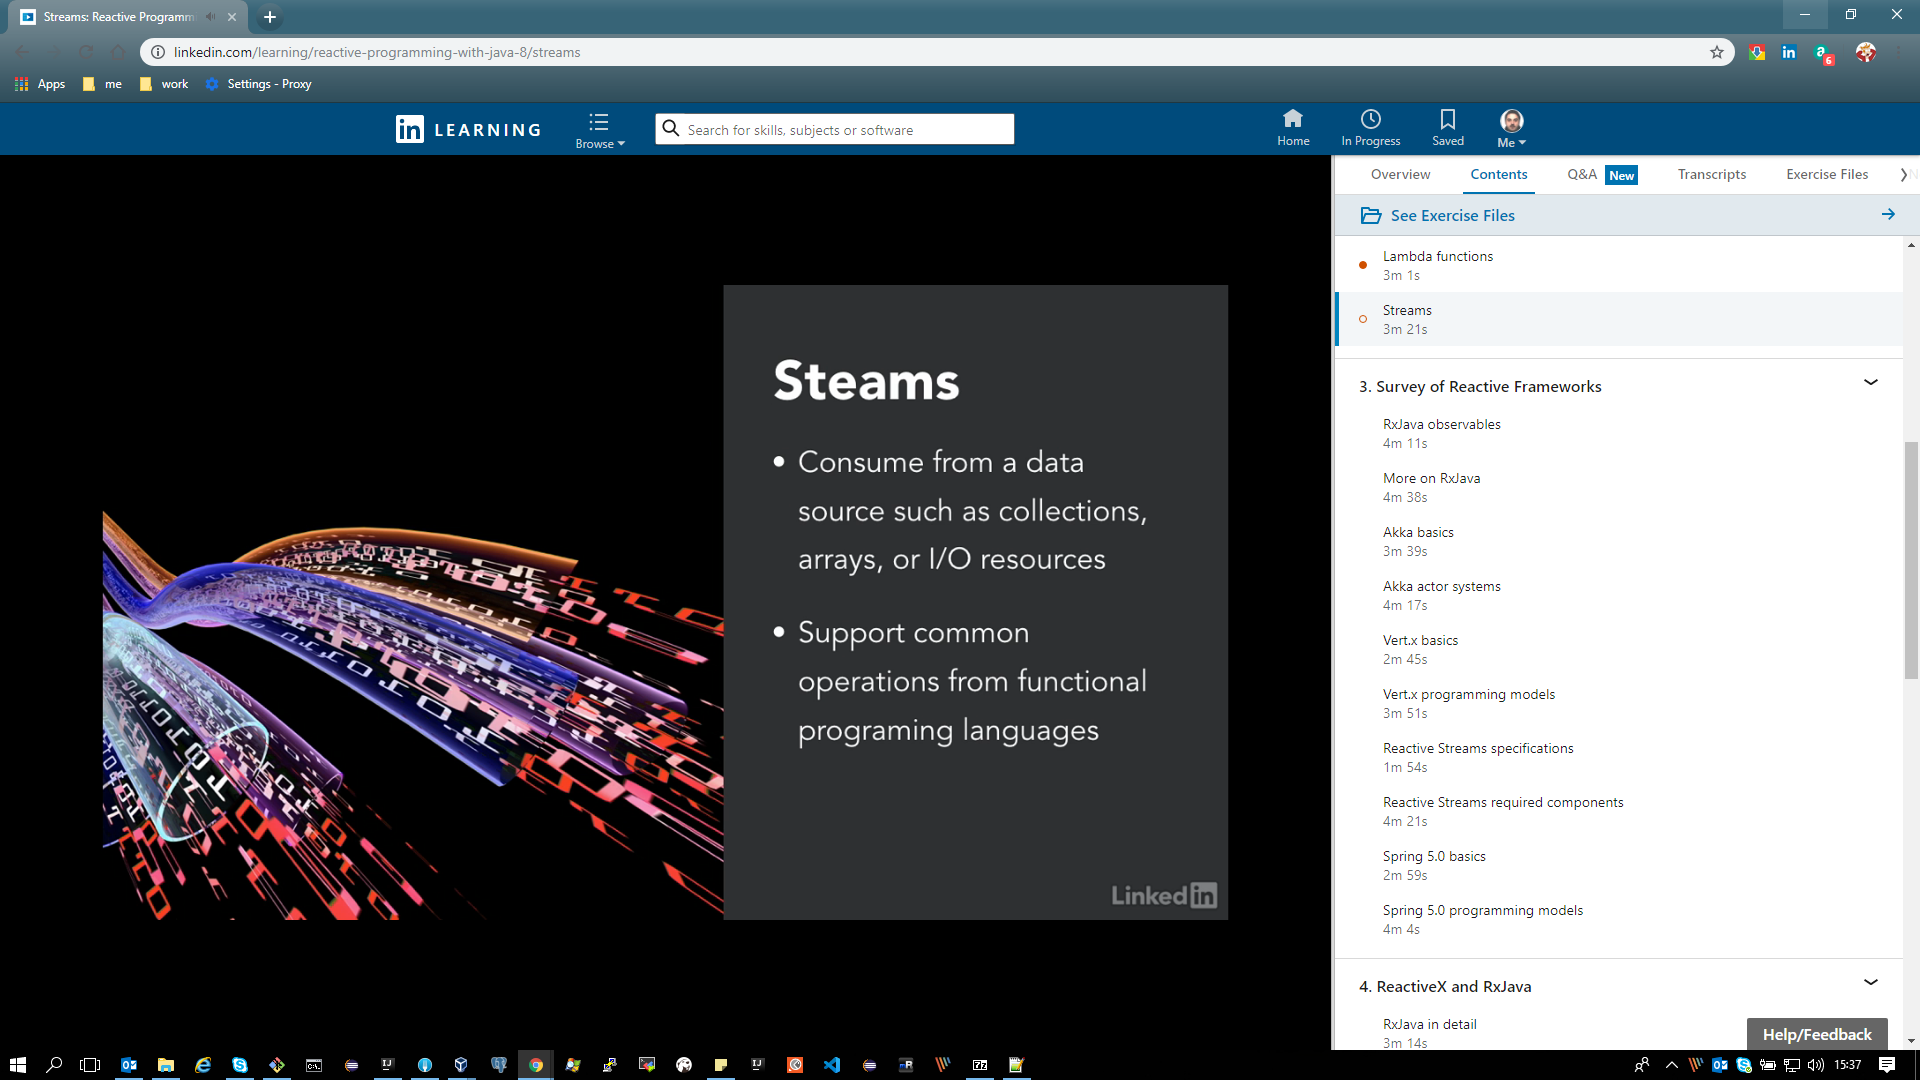 Streams: Reactive Programm
linkedin.com/learning/reactive-programming-with-java-8/streams
6
Apps
me
work
Settings - Proxy
in LEARNING
Browse
Search for skills, subjects or software
Home
In Progress
Saved
Me
Overview
Contents
Q&A New
Transcripts
Exercise Files
See Exercise Files
Lambda functions
3m 1s
Streams
3m 21s
3. Survey of Reactive Frameworks
RxJava observables
4m 11s
More on RxJava
4m 38s
Akka basics
3m 39s
Akka actor systems
4m 17s
Vert.x basics
2m 45s
Vert.x programming models
3m 51s
Reactive Streams specifications
1m 54s
Reactive Streams required components
4m 21s
Spring 5.0 basics
2m 59s
Spring 5.0 programming models
4m 4s
4. ReactiveX and RxJava
RxJava in detail
3m 14s
Help/Feedback
Steams
• Consume from a data
source such as collections,
arrays, or I/O resources
• Support common
operations from functional
programing languages
Linked in
15:37